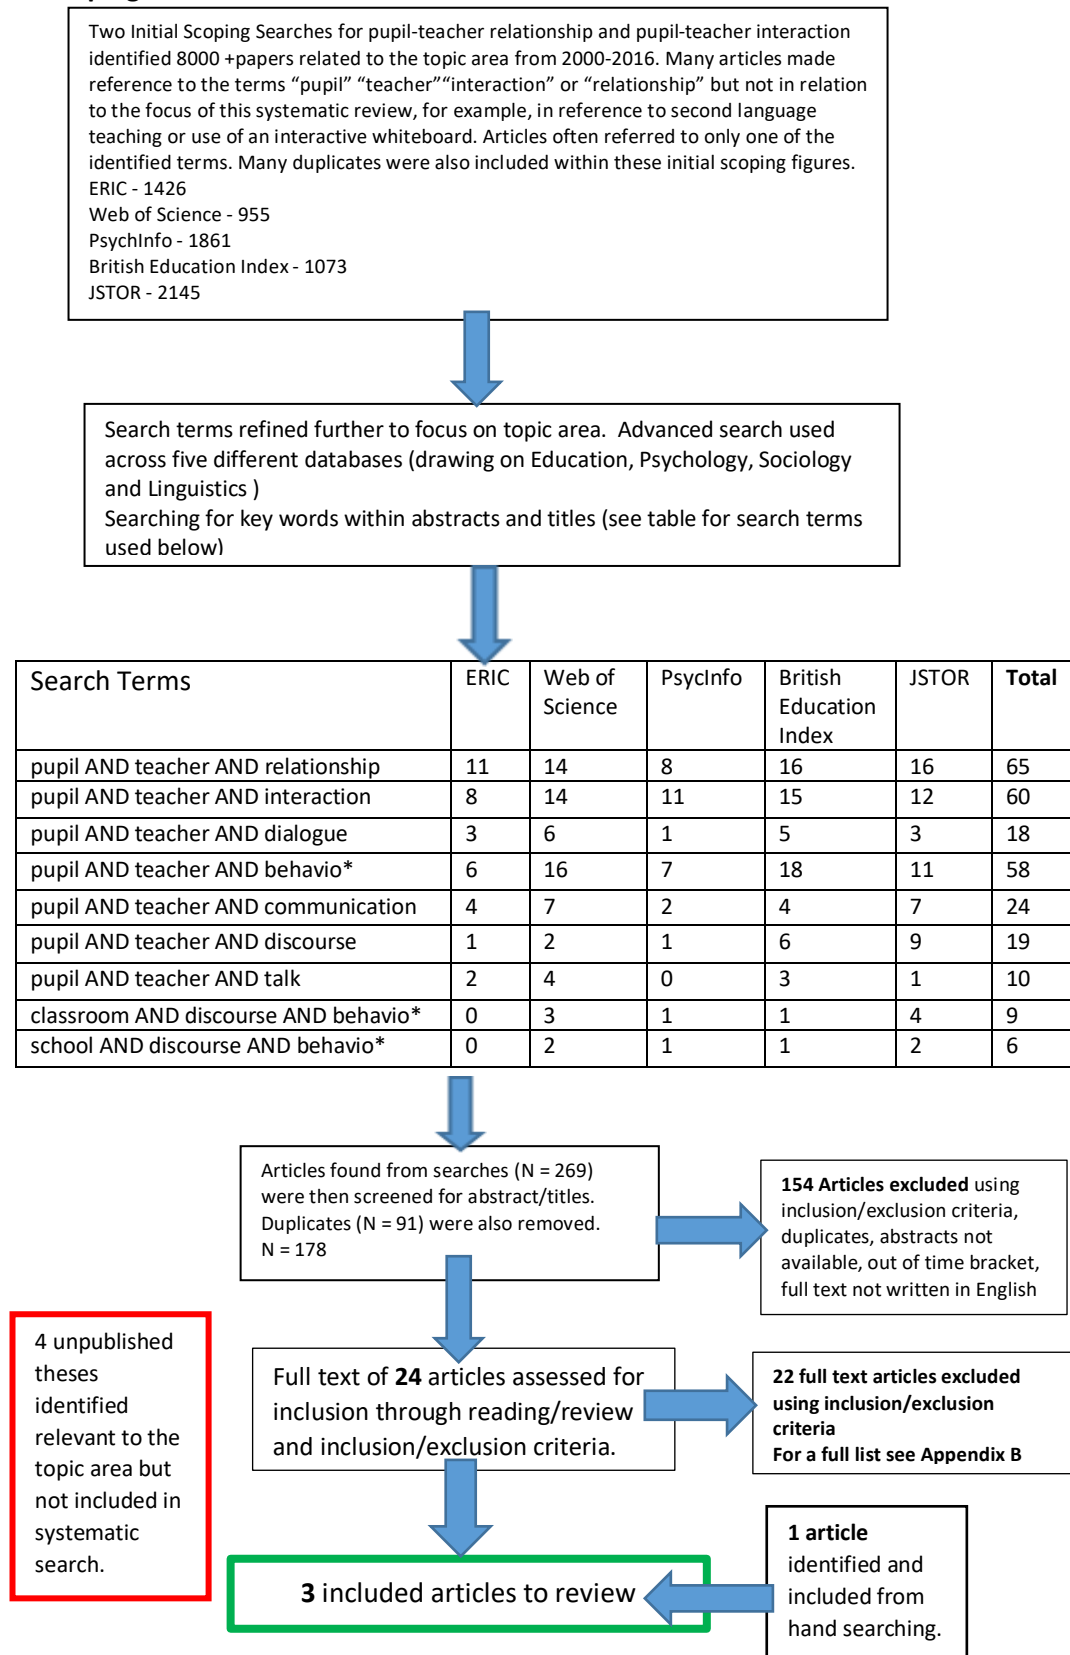 Two Initial Scoping Searches for pupil-teacher relationship and pupil-teacher interaction
identified 8000 +papers related to the topic area from 2000-2016. Many articles made
reference to the terms “pupil” “teacher”“interaction” or “relationship” but not in relation
to the focus of this systematic review, for example, in reference to second language
teaching or use of an interactive whiteboard. Articles often referred to only one of the
identified terms. Many duplicates were also included within these initial scoping figures.
ERIC - 1426
Web of Science - 955
PsychInfo - 1861
British Education Index - 1073
JSTOR - 2145
Search terms refined further to focus on topic area.  Advanced search used
across five different databases (drawing on Education, Psychology, Sociology
and Linguistics )
Searching for key words within abstracts and titles (see table for search terms
used below)
Search Terms ERIC Web of Science PsycInfo British Education Index JSTOR Total
pupil AND teacher AND relationship 11 14 8 16 16 65
pupil AND teacher AND interaction 8 14 11 15 12 60
pupil AND teacher AND dialogue 3 6 1 5 3 18
pupil AND teacher AND behavio* 6 16 7 18 11 58
pupil AND teacher AND communication 4 7 2 4 7 24
pupil AND teacher AND discourse 1 2 1 6 9 19
pupil AND teacher AND talk 2 4 0 3 1 10
classroom AND discourse AND behavio* 0 3 1 1 4 9
school AND discourse AND behavio* 0 2 1 1 2 6
Articles found from searches (N = 269)
were then screened for abstract/titles.
Duplicates (N = 91) were also removed.
N = 178
154 Articles excluded using
inclusion/exclusion criteria,
duplicates, abstracts not
available, out of time bracket,
full text not written in English
4 unpublished
theses
identified
relevant to the
topic area but
not included in
systematic
search.
Full text of 24 articles assessed for
inclusion through reading/review
and inclusion/exclusion criteria.
22 full text articles excluded
using inclusion/exclusion
criteria
For a full list see Appendix B
3 included articles to review
1 article
identified and
included from
hand searching.